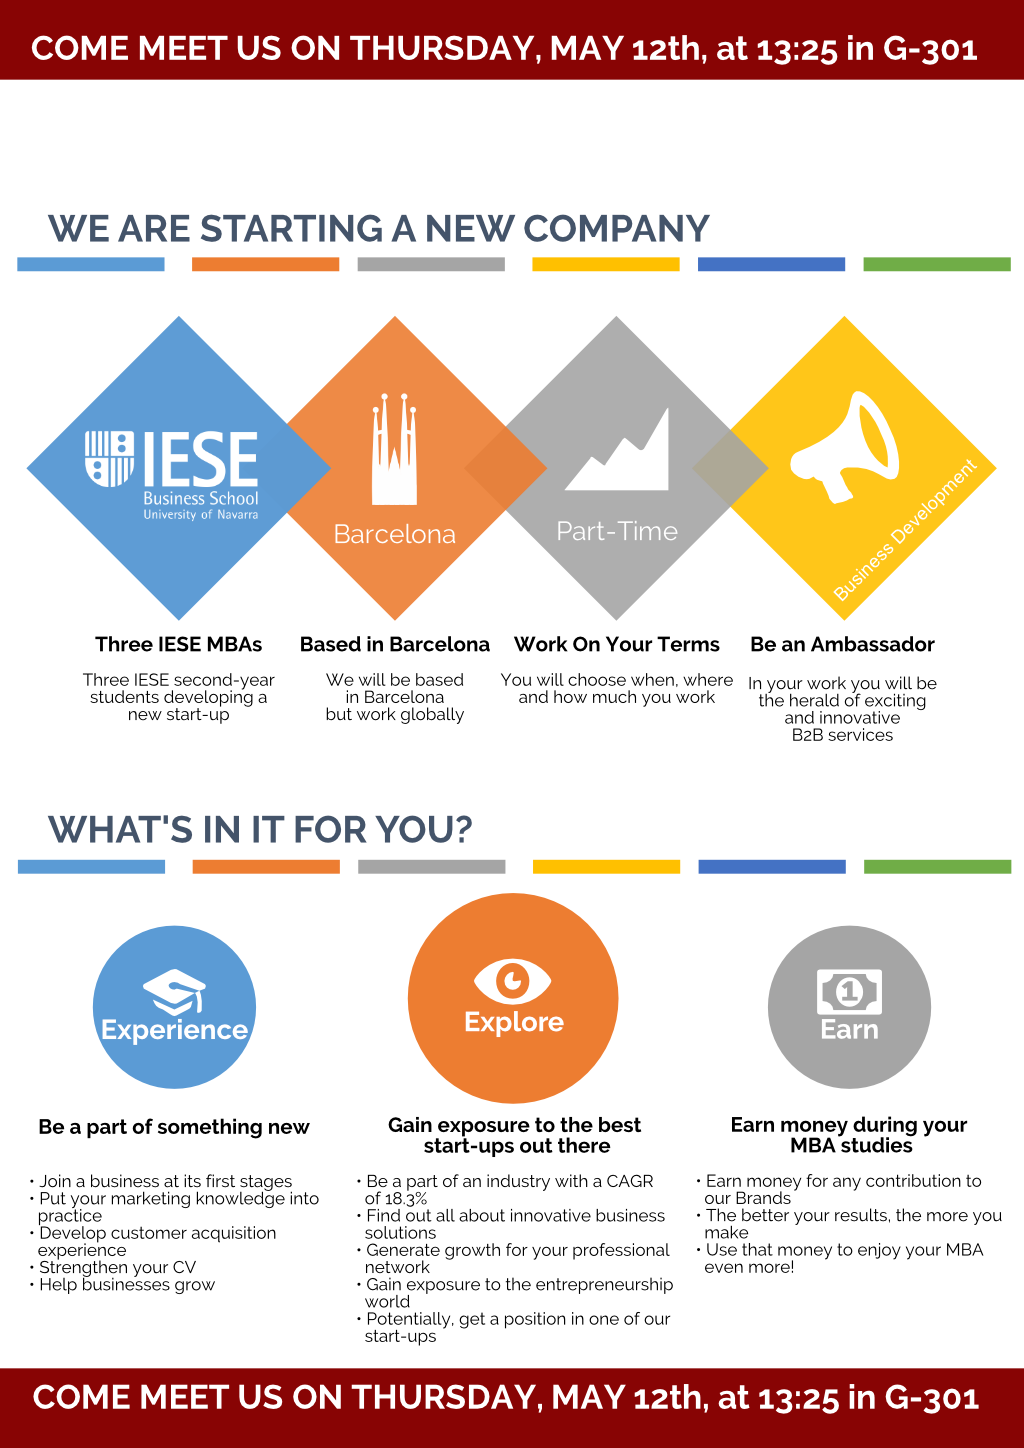 COME MEET US ON THURSDAY, MAY 12th, at 13:25 in G-301
WE ARE STARTING A NEW COMPANY
IESE
Business School
University of Navarra
Barcelona
Part-Time
Business Development
Three IESE MBAs
Three IESE second-year
students developing a
new start-up
Based in Barcelona
We will be based
in Barcelona
but work globally
Work On Your Terms
You will choose when, where
and how much you work
Be an Ambassador
In your work you will be
the herald of exciting
and innovative
B2B services
WHAT'S IN IT FOR YOU?
Experience
Explore
1
Earn
Be a part of something new
• Join a business at its first stages
• Put your marketing knowledge into
practice
• Develop customer acquisition
experience
• Strengthen your CV
• Help businesses grow
Gain exposure to the best
start-ups out there
• Be a part of an industry with a CAGR
of 18.3%
• Find out all about innovative business
solutions
• Generate growth for your professional
network
• Gain exposure to the entrepreneurship
world
• Potentially, get a position in one of our
start-ups
Earn money during your
MBA studies
• Earn money for any contribution to
our Brands
• The better your results, the more you
make
• Use that money to enjoy your MBA
even more!
COME MEET US ON THURSDAY, MAY 12th, at 13:25 in G-301